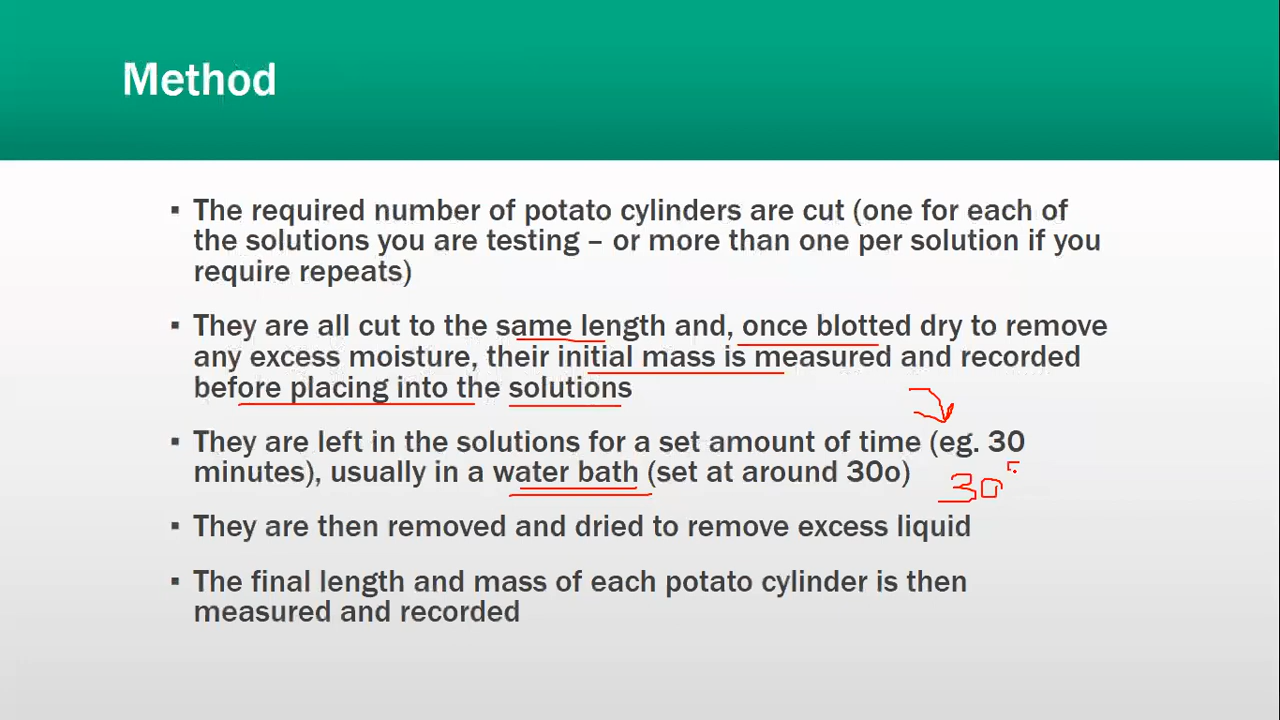 Method
▪ The required number of potato cylinders are cut (one for each of
the solutions you are testing – or more than one per solution if you
require repeats)
▪ They are all cut to the same length and, once blotted dry to remove
any excess moisture, their initial mass is measured and recorded
before placing into the solutions
▪ They are left in the solutions for a set amount of time (eg. 30
minutes), usually in a water bath (set at around 30o)
30°
▪ They are then removed and dried to remove excess liquid
▪ The final length and mass of each potato cylinder is then
measured and recorded